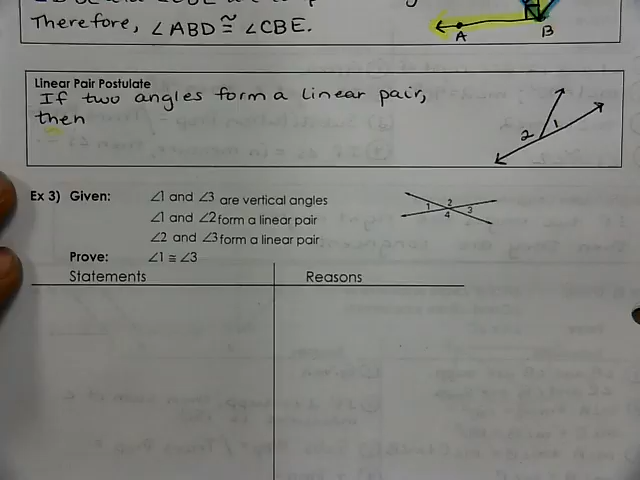 Therefore, ∠ABD ≅ ∠CBE.
A
B
Linear Pair Postulate
If two angles form a linear pair,
then
2 1
Ex 3) Given: ∠1 and ∠3 are vertical angles
∠1 and ∠2 form a linear pair
∠2 and ∠3 form a linear pair
1 2 3 4
Prove: ∠1 ≅ ∠3
Statements Reasons